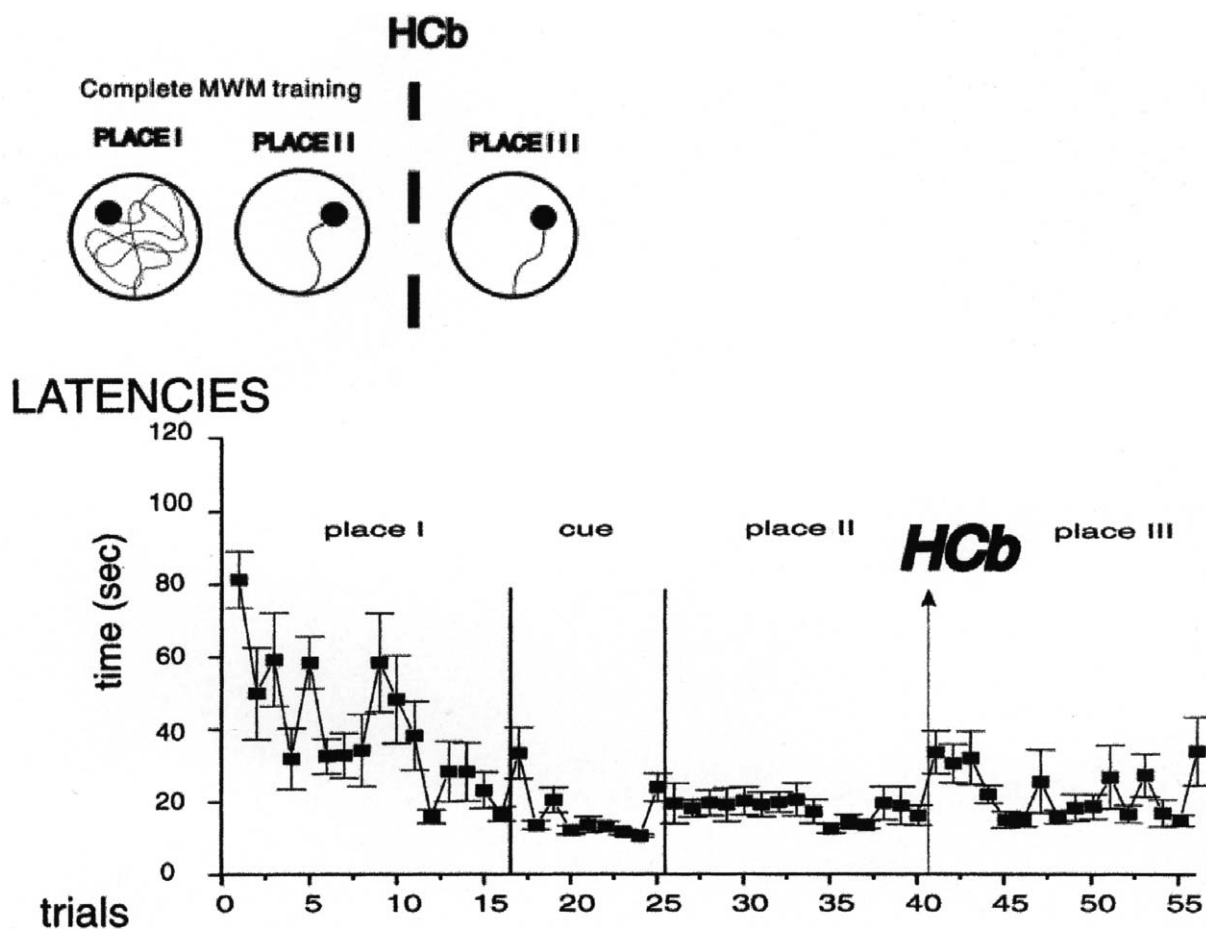 HCb
Complete MWM training
PLACE I PLACE II PLACE III
LATENCIES
120
100
80
60
40
20
0
time (sec)
place I cue place II HCb place III
0 5 10 15 20 25 30 35 40 45 50 55
trials